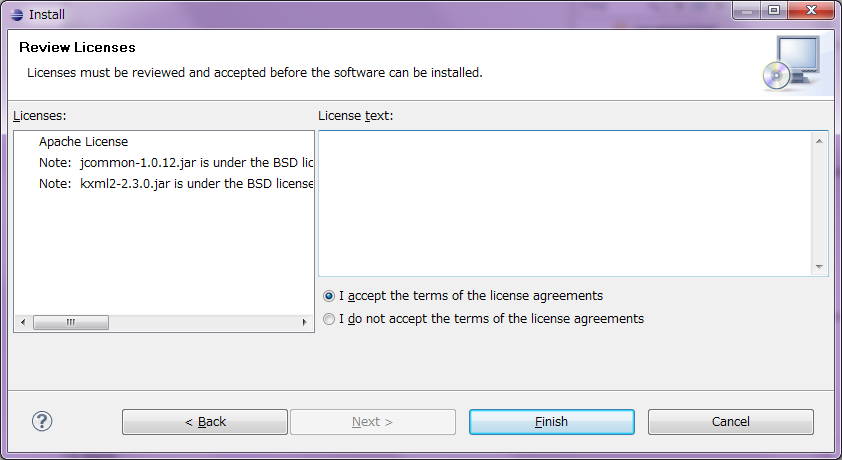 Install
Review Licenses
Licenses must be reviewed and accepted before the software can be installed.
Licenses:
License text:
Apache License
Note: jcommon-1.0.12.jar is under the BSD lic
Note: kxml2-2.3.0.jar is under the BSD license
I accept the terms of the license agreements
I do not accept the terms of the license agreements
< Back
Next >
Finish
Cancel